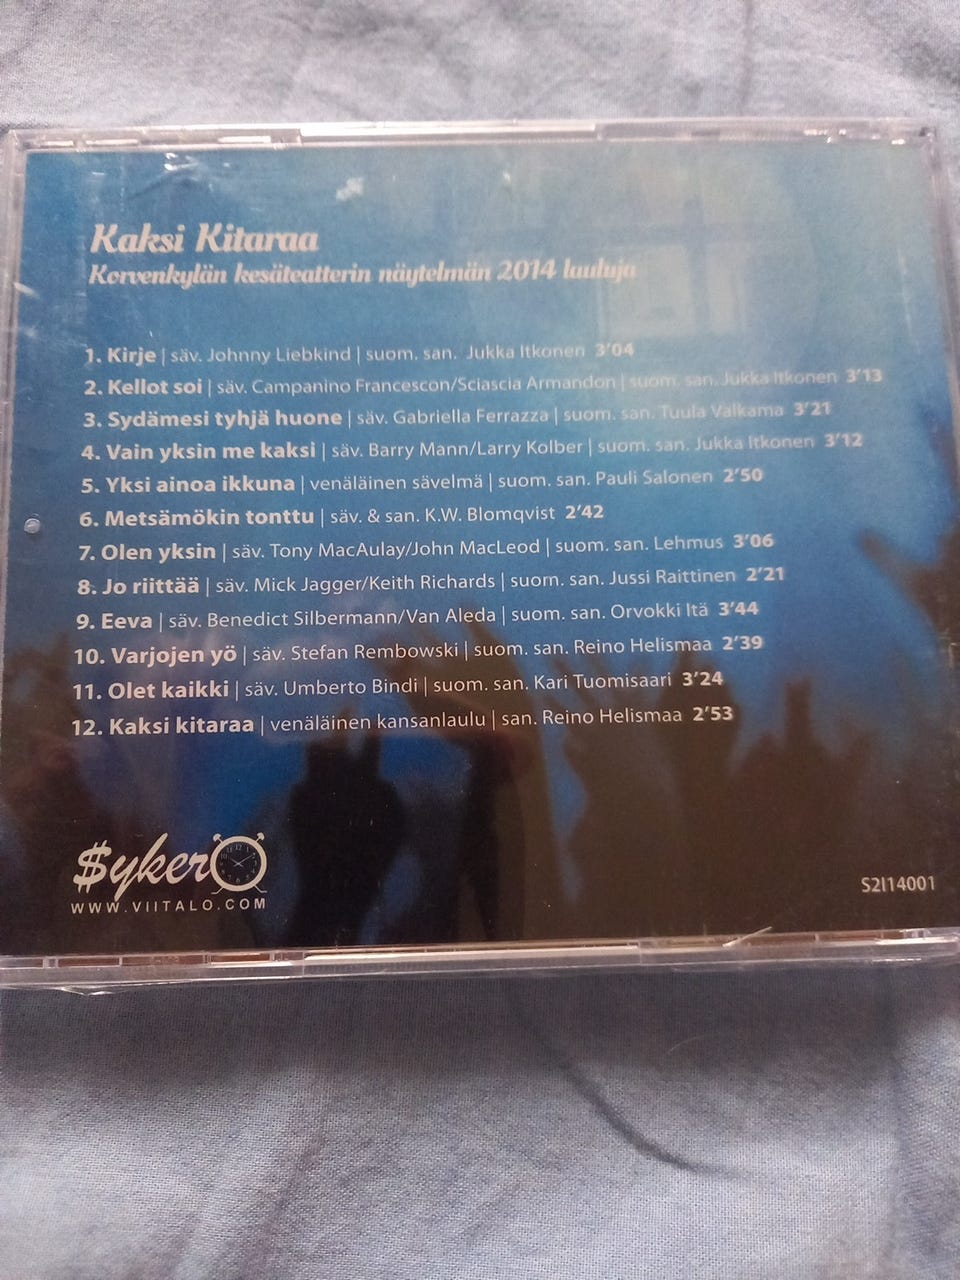 Kaksi Kitaraa
Korvenkylän kesäteatterin näytelmän 2014 lauluja
1. Kirje | säv. Johnny Liebkind | suom. san. Jukka Itkonen 3’04
2. Kellot soi | säv. Campanino Francescon/Sciascia Armandon | suom. san. Jukka Itkonen 3’13
3. Sydämesi tyhjä huone | säv. Gabriella Ferrazza | suom. san. Tuula Valkama 3’21
4. Vain yksin me kaksi | säv. Barry Mann/Larry Kolber | suom. san. Jukka Itkonen 3’12
5. Yksi ainoa ikkuna | venäläinen sävelmä | suom. san. Pauli Salonen 2’50
6. Metsämökin tonttu | säv. & san. K.W. Blomqvist 2’42
7. Olen yksin | säv. Tony MacAulay/John MacLeod | suom. san. Lehmus 3’06
8. Jo riittää | säv. Mick Jagger/Keith Richards | suom. san. Jussi Raittinen 2’21
9. Eeva | säv. Benedict Silbermann/Van Aleda | suom. san. Orvokki Itä 3’44
10. Varjojen yö | säv. Stefan Rembowski | suom. san. Reino Helismaa 2’39
11. Olet kaikki | säv. Umberto Bindi | suom. san. Kari Tuomisaari 3’24
12. Kaksi kitaraa | venäläinen kansanlaulu | san. Reino Helismaa 2’53
$ykerö
WWW.VIITALO.COM
S2I14001